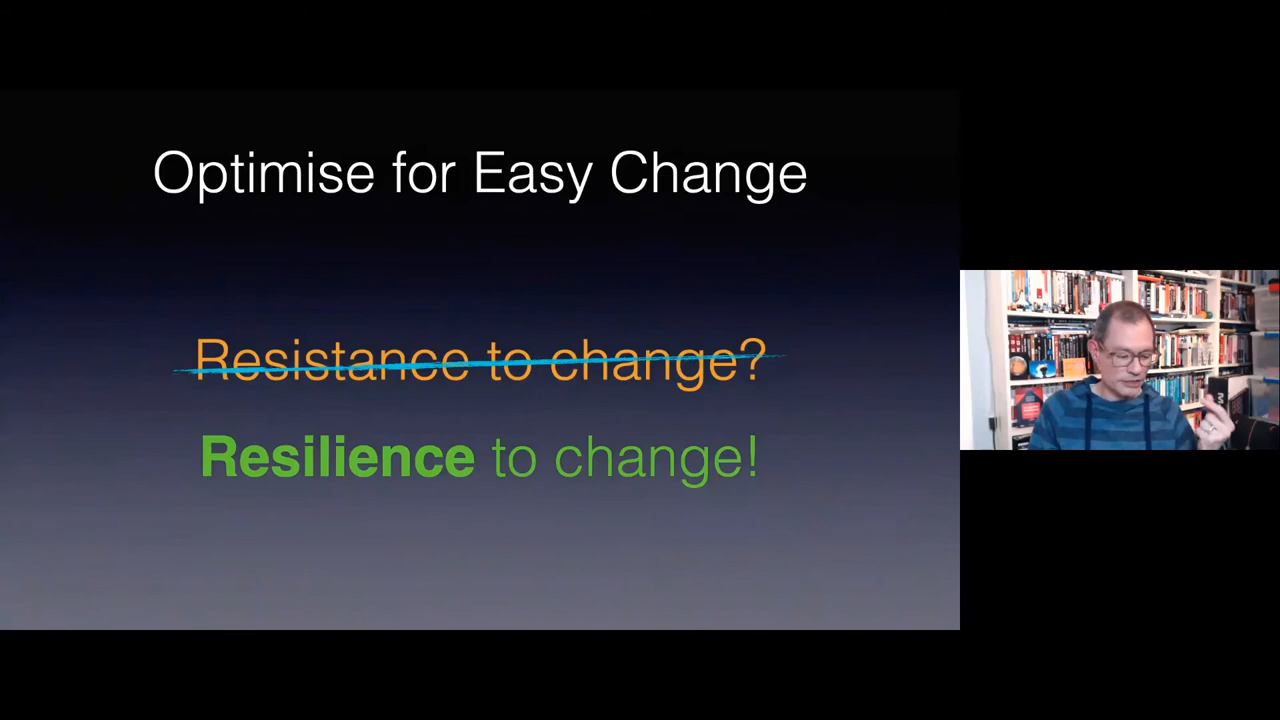 Optimise for Easy Change
Resistance to change?
Resilience to change!